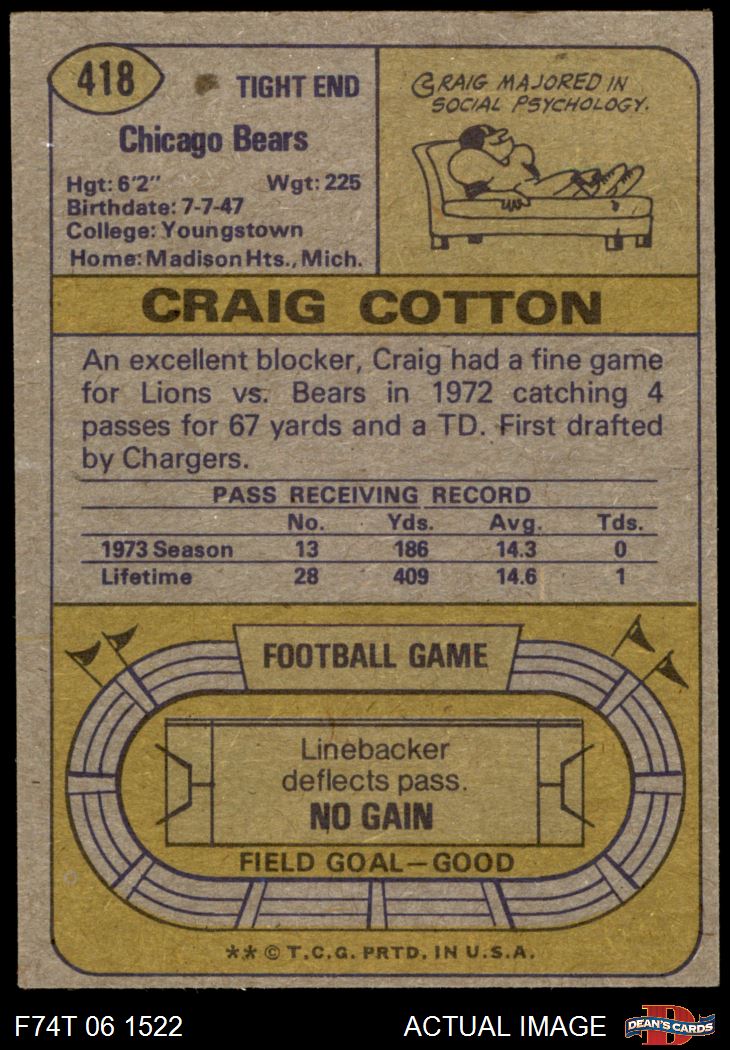 418
TIGHT END
Chicago Bears
Hgt: 6'2" Wgt: 225
Birthdate: 7-7-47
College: Youngstown
Home: Madison Hts., Mich.
CRAIG MAJORED IN
SOCIAL PSYCHOLOGY.
CRAIG COTTON
An excellent blocker, Craig had a fine game
for Lions vs. Bears in 1972 catching 4
passes for 67 yards and a TD. First drafted
by Chargers.
PASS RECEIVING RECORD
No. Yds. Avg. Tds.
1973 Season 13 186 14.3 0
Lifetime 28 409 14.6 1
FOOTBALL GAME
Linebacker
deflects pass.
NO GAIN
FIELD GOAL—GOOD
** © T.C.G. PRTD. IN U.S.A.
F74T 06 1522 ACTUAL IMAGE
D
DEAN'S CARDS